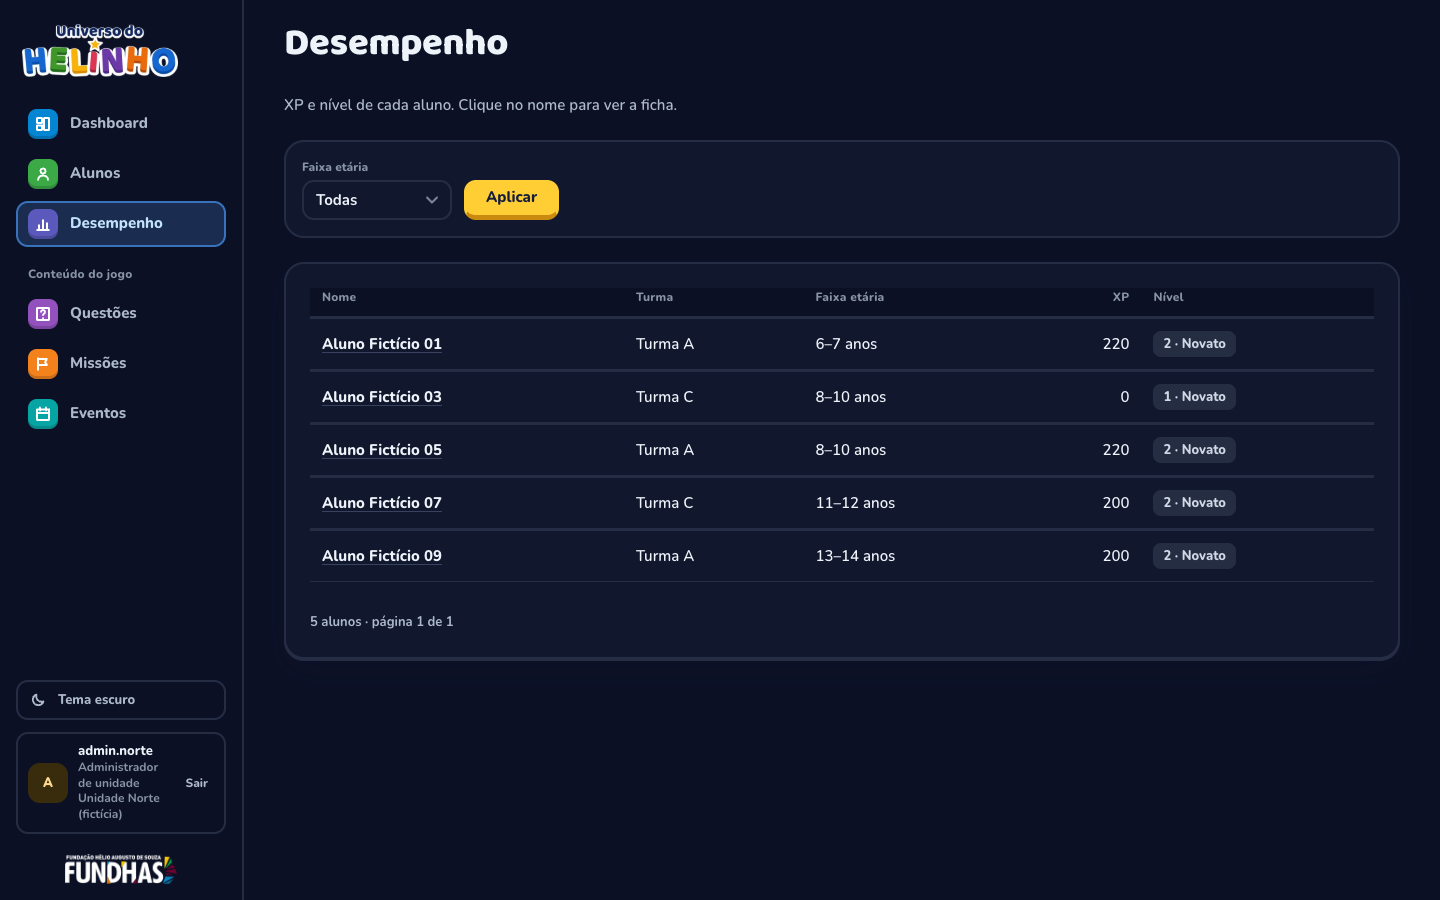 Universo do
HELINHO
Dashboard
Alunos
Desempenho
Conteúdo do jogo
Questões
Missões
Eventos
Tema escuro
A
admin.norte
Administrador
de unidade
Unidade Norte
(fictícia)
Sair
FUNDAÇÃO HÉLIO AUGUSTO DE SOUZA
FUNDHAS
Desempenho
XP e nível de cada aluno. Clique no nome para ver a ficha.
Faixa etária
Todas
Aplicar
Nome Turma Faixa etária XP Nível
Aluno Fictício 01 Turma A 6–7 anos 220 2 · Novato
Aluno Fictício 03 Turma C 8–10 anos 0 1 · Novato
Aluno Fictício 05 Turma A 8–10 anos 220 2 · Novato
Aluno Fictício 07 Turma C 11–12 anos 200 2 · Novato
Aluno Fictício 09 Turma A 13–14 anos 200 2 · Novato
5 alunos · página 1 de 1